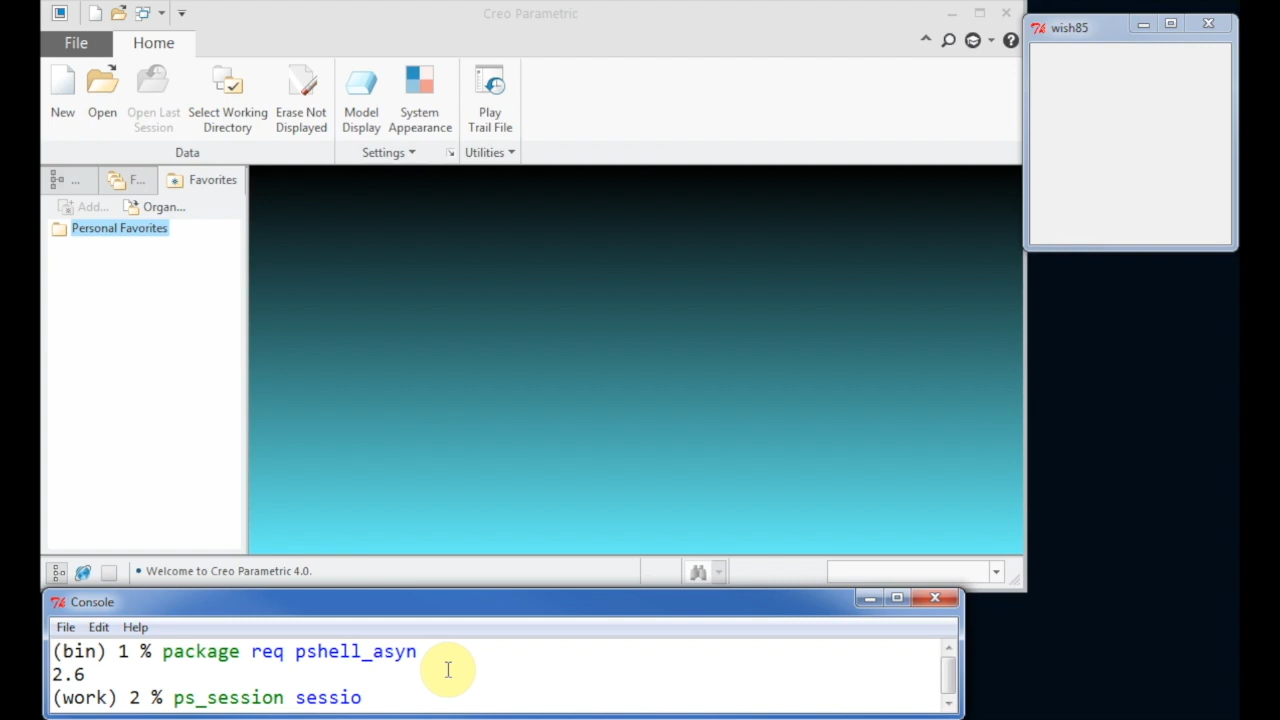 Creo Parametric
wish85
File
Home
New
Open
Open Last Session
Select Working Directory
Erase Not Displayed
Model Display
System Appearance
Play Trail File
Data
Settings
Utilities
...
F...
Favorites
Add...
Organ...
Personal Favorites
• Welcome to Creo Parametric 4.0.
Console
File Edit Help
(bin) 1 % package req pshell_asyn
2.6
(work) 2 % ps_session sessio